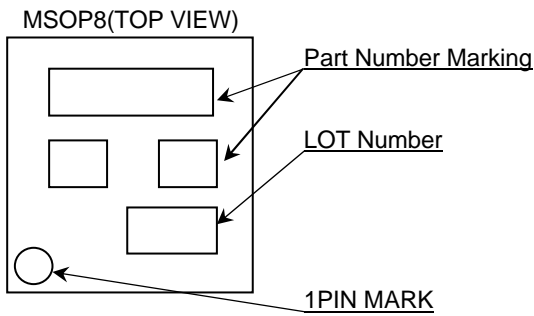 MSOP8(TOP VIEW)
Part Number Marking
LOT Number
1PIN MARK